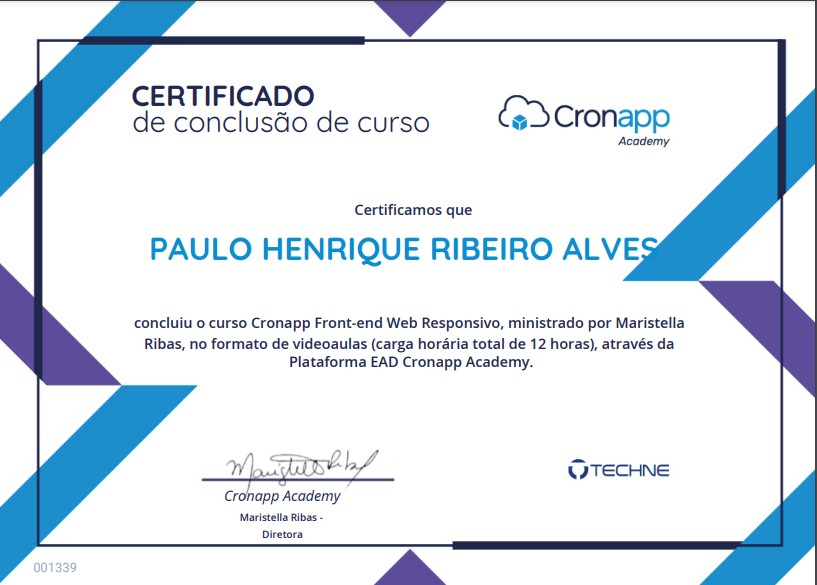 CERTIFICADO
de conclusão de curso
Cronapp
Academy
Certificamos que
PAULO HENRIQUE RIBEIRO ALVES
concluiu o curso Cronapp Front-end Web Responsivo, ministrado por Maristella
Ribas, no formato de videoaulas (carga horária total de 12 horas), através da
Plataforma EAD Cronapp Academy.
Maristella Ribas
Cronapp Academy
Maristella Ribas -
Diretora
TECHNE
001339